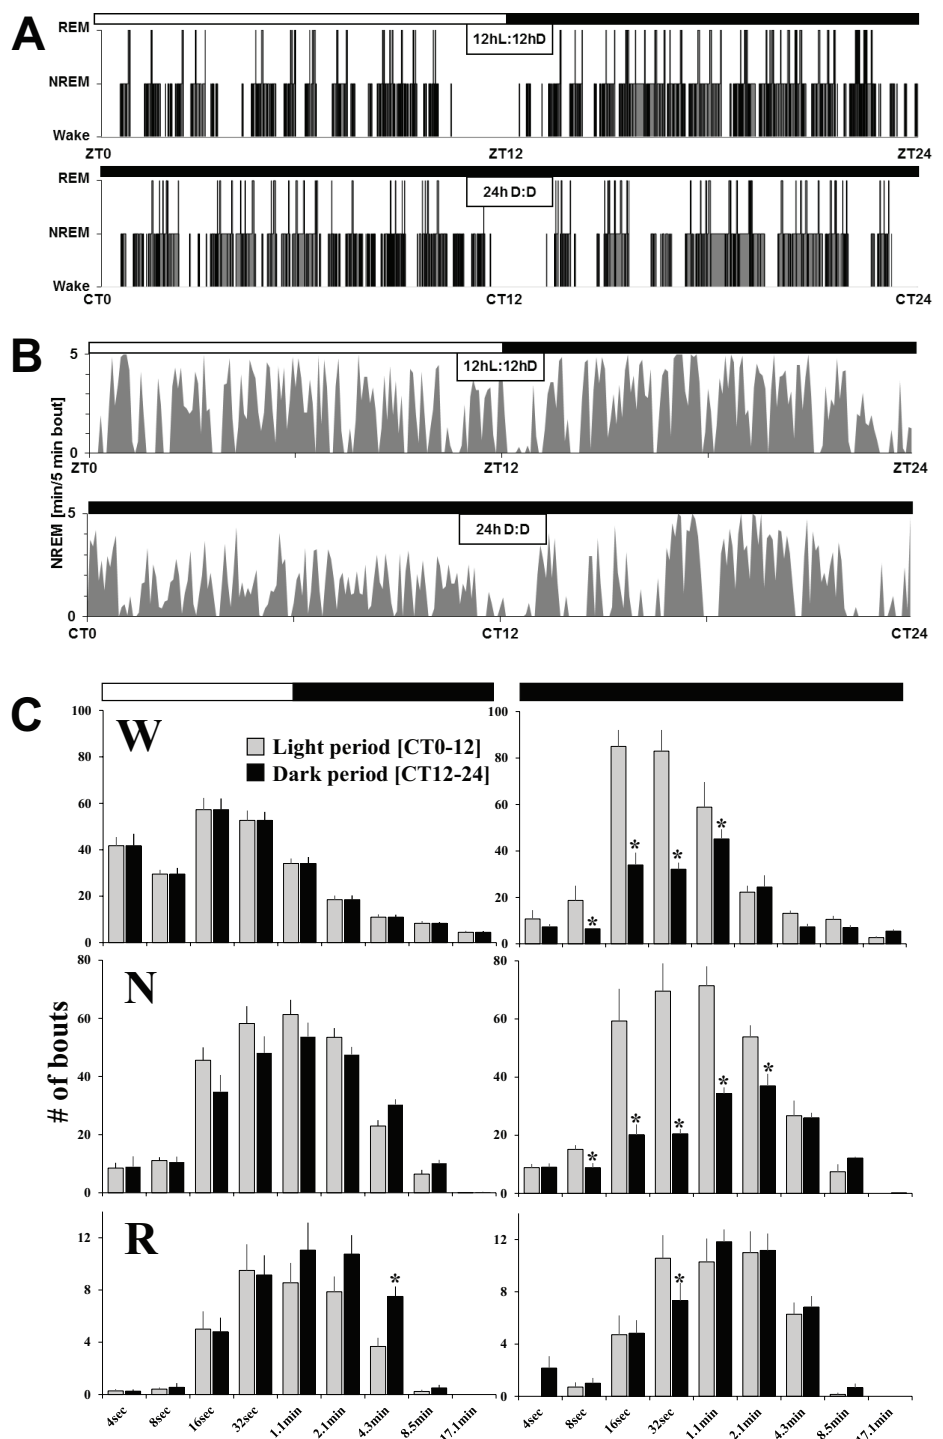 A
REM
12hL:12hD
NREM
Wake
ZT0 ZT12 ZT24
REM
24h D:D
NREM
Wake
CT0 CT12 CT24
B
5
12hL:12hD
0
ZT0 ZT12 ZT24
NREM [min/5 min bout]
5
24h D:D
0
CT0 CT12 CT24
C
100 100
W
Light period [CT0-12]
Dark period [CT12-24]
80 80
60 60
40 40
* *
*
20 20
*
0 0
80 80
N
# of bouts
60 60
40 40
* *
20 20
* *
*
0 0
R
12 12
8 8
* *
4 4
0 0
4sec 8sec 16sec 32sec 1.1min 2.1min 4.3min 8.5min 17.1min
4sec 8sec 16sec 32sec 1.1min 2.1min 4.3min 8.5min 17.1min